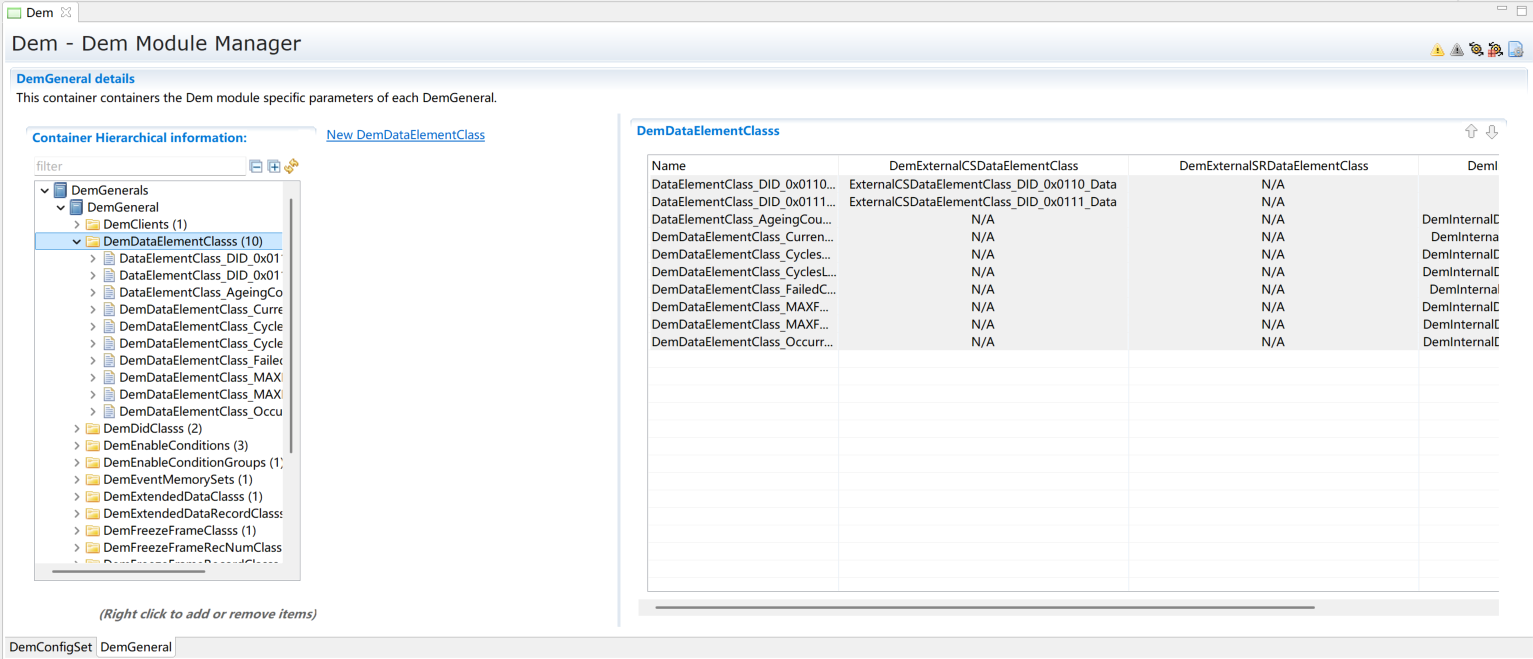 Dem
Dem - Dem Module Manager
DemGeneral details
This container containers the Dem module specific parameters of each DemGeneral.
Container Hierarchical information:
New DemDataElementClass
filter
DemGenerals
DemGeneral
DemClients (1)
DemDataElementClasss (10)
DataElementClass_DID_0x01
DataElementClass_DID_0x01
DataElementClass_AgeingCo
DemDataElementClass_Curre
DemDataElementClass_Cycle
DemDataElementClass_Cycle
DemDataElementClass_Failed
DemDataElementClass_MAX
DemDataElementClass_MAX
DemDataElementClass_Occu
DemDidClasss (2)
DemEnableConditions (3)
DemEnableConditionGroups (1)
DemEventMemorySets (1)
DemExtendedDataClasss (1)
DemExtendedDataRecordClasss
DemFreezeFrameClasss (1)
DemFreezeFrameRecNumClass
(Right click to add or remove items)
DemDataElementClasss
Name DemExternalCSDataElementClass DemExternalSRDataElementClass DemI
DataElementClass_DID_0x0110... ExternalCSDataElementClass_DID_0x0110_Data N/A
DataElementClass_DID_0x0111... ExternalCSDataElementClass_DID_0x0111_Data N/A
DataElementClass_AgeingCou... N/A N/A DemInternalD
DemDataElementClass_Curren... N/A N/A DemInterna
DemDataElementClass_Cycles... N/A N/A DemInternalD
DemDataElementClass_CyclesL... N/A N/A DemInternalD
DemDataElementClass_FailedC... N/A N/A DemInternal
DemDataElementClass_MAXF... N/A N/A DemInternalD
DemDataElementClass_MAXF... N/A N/A DemInternalD
DemDataElementClass_Occurr... N/A N/A DemInternalD
DemConfigSet DemGeneral